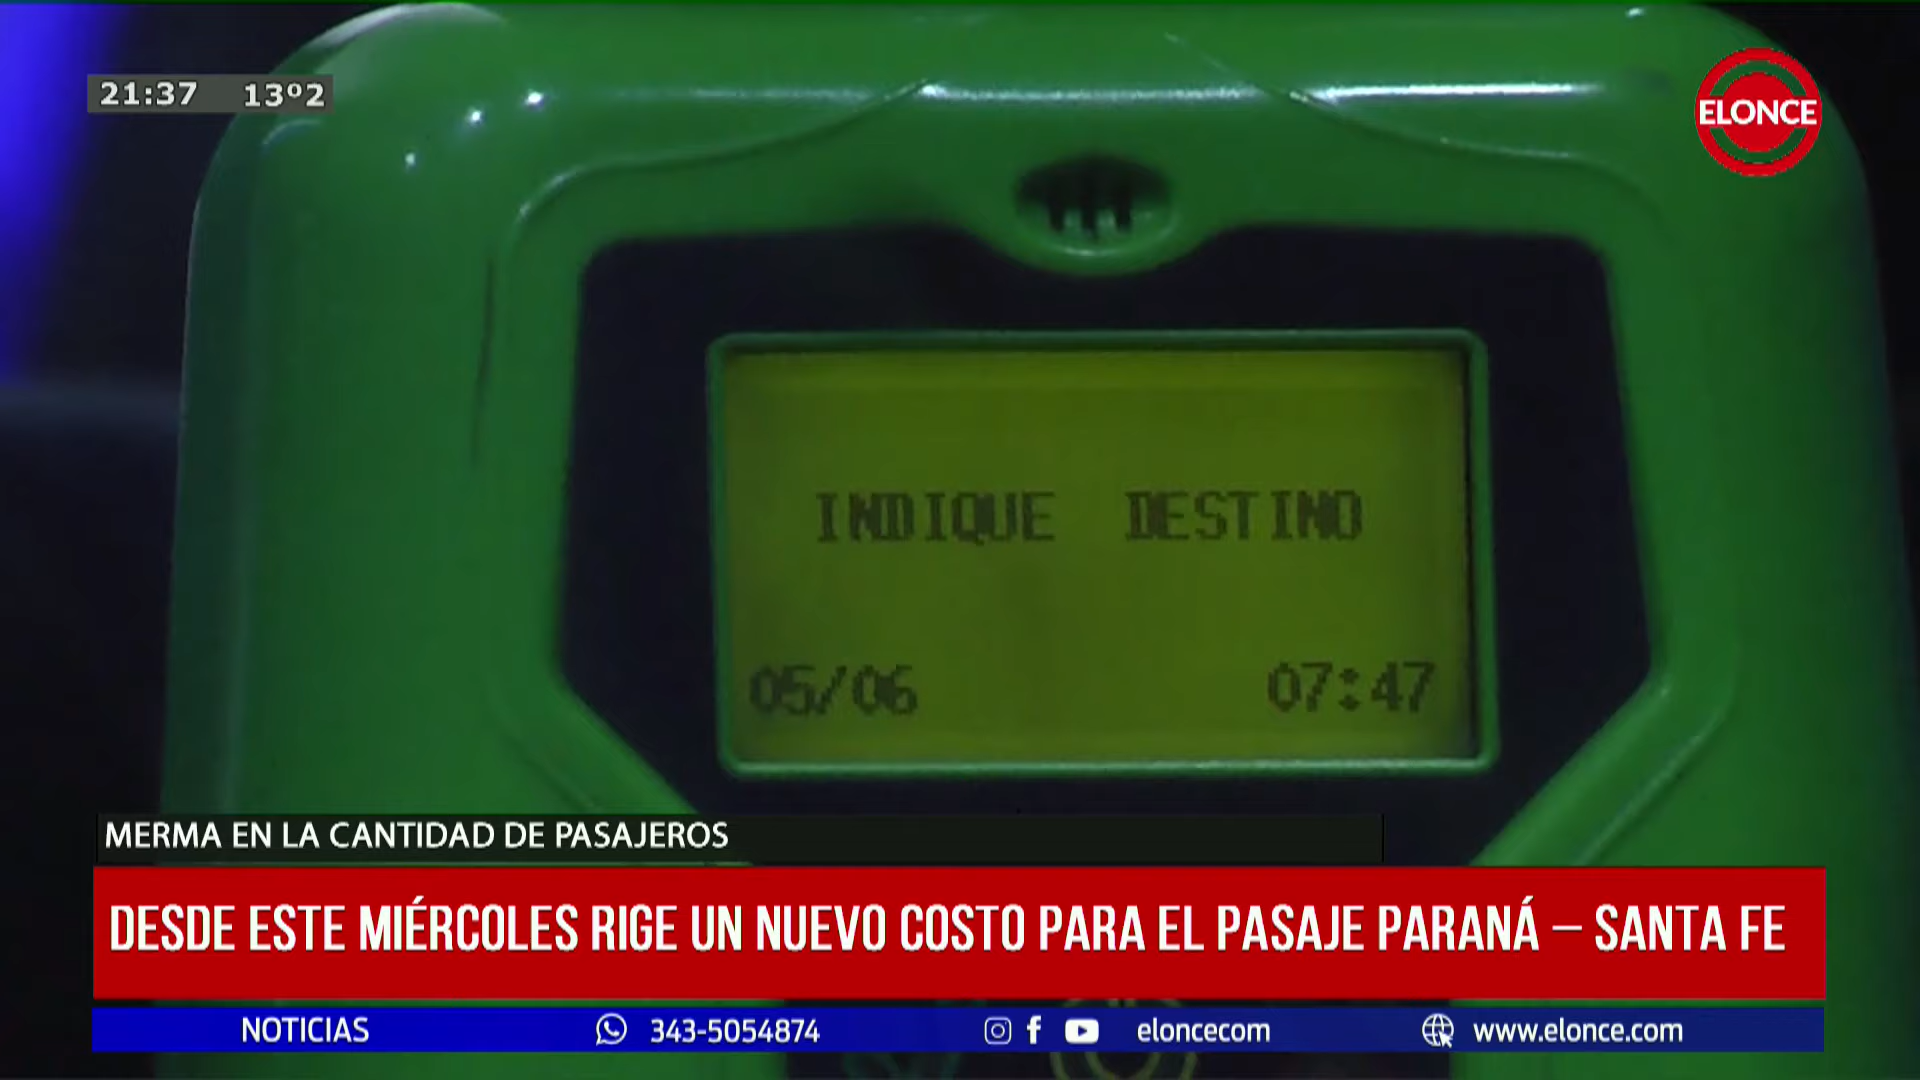 21:37 13º2
ELONCE
INDIQUE DESTINO
05/06 07:47
MERMA EN LA CANTIDAD DE PASAJEROS
DESDE ESTE MIÉRCOLES RIGE UN NUEVO COSTO PARA EL PASAJE PARANÁ – SANTA FE
NOTICIAS 343-5054874 eloncecom www.elonce.com